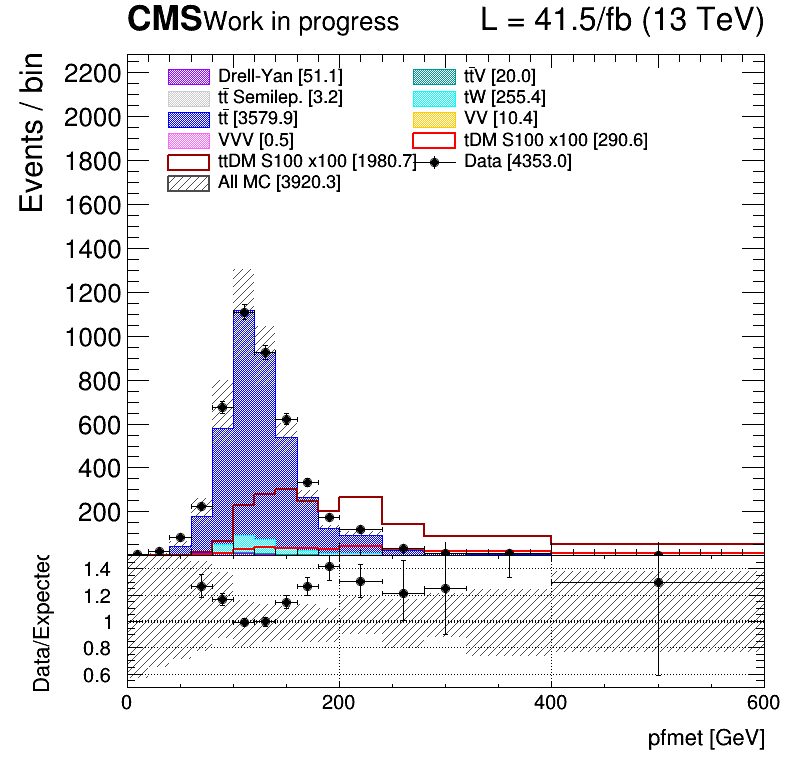 CMS Work in progress L = 41.5/fb (13 TeV)
Events / bin
2200
2000
1800
1600
1400
1200
1000
800
600
400
200
Drell-Yan [51.1] tt̄V [20.0]
tt̄ Semilep. [3.2] tW [255.4]
tt̄ [3579.9] VV [10.4]
VVV [0.5] tDM S100 x100 [290.6]
ttDM S100 x100 [1980.7] Data [4353.0]
All MC [3920.3]
Data/Expected
1.4
1.2
1
0.8
0.6
0 200 400 600
pfmet [GeV]